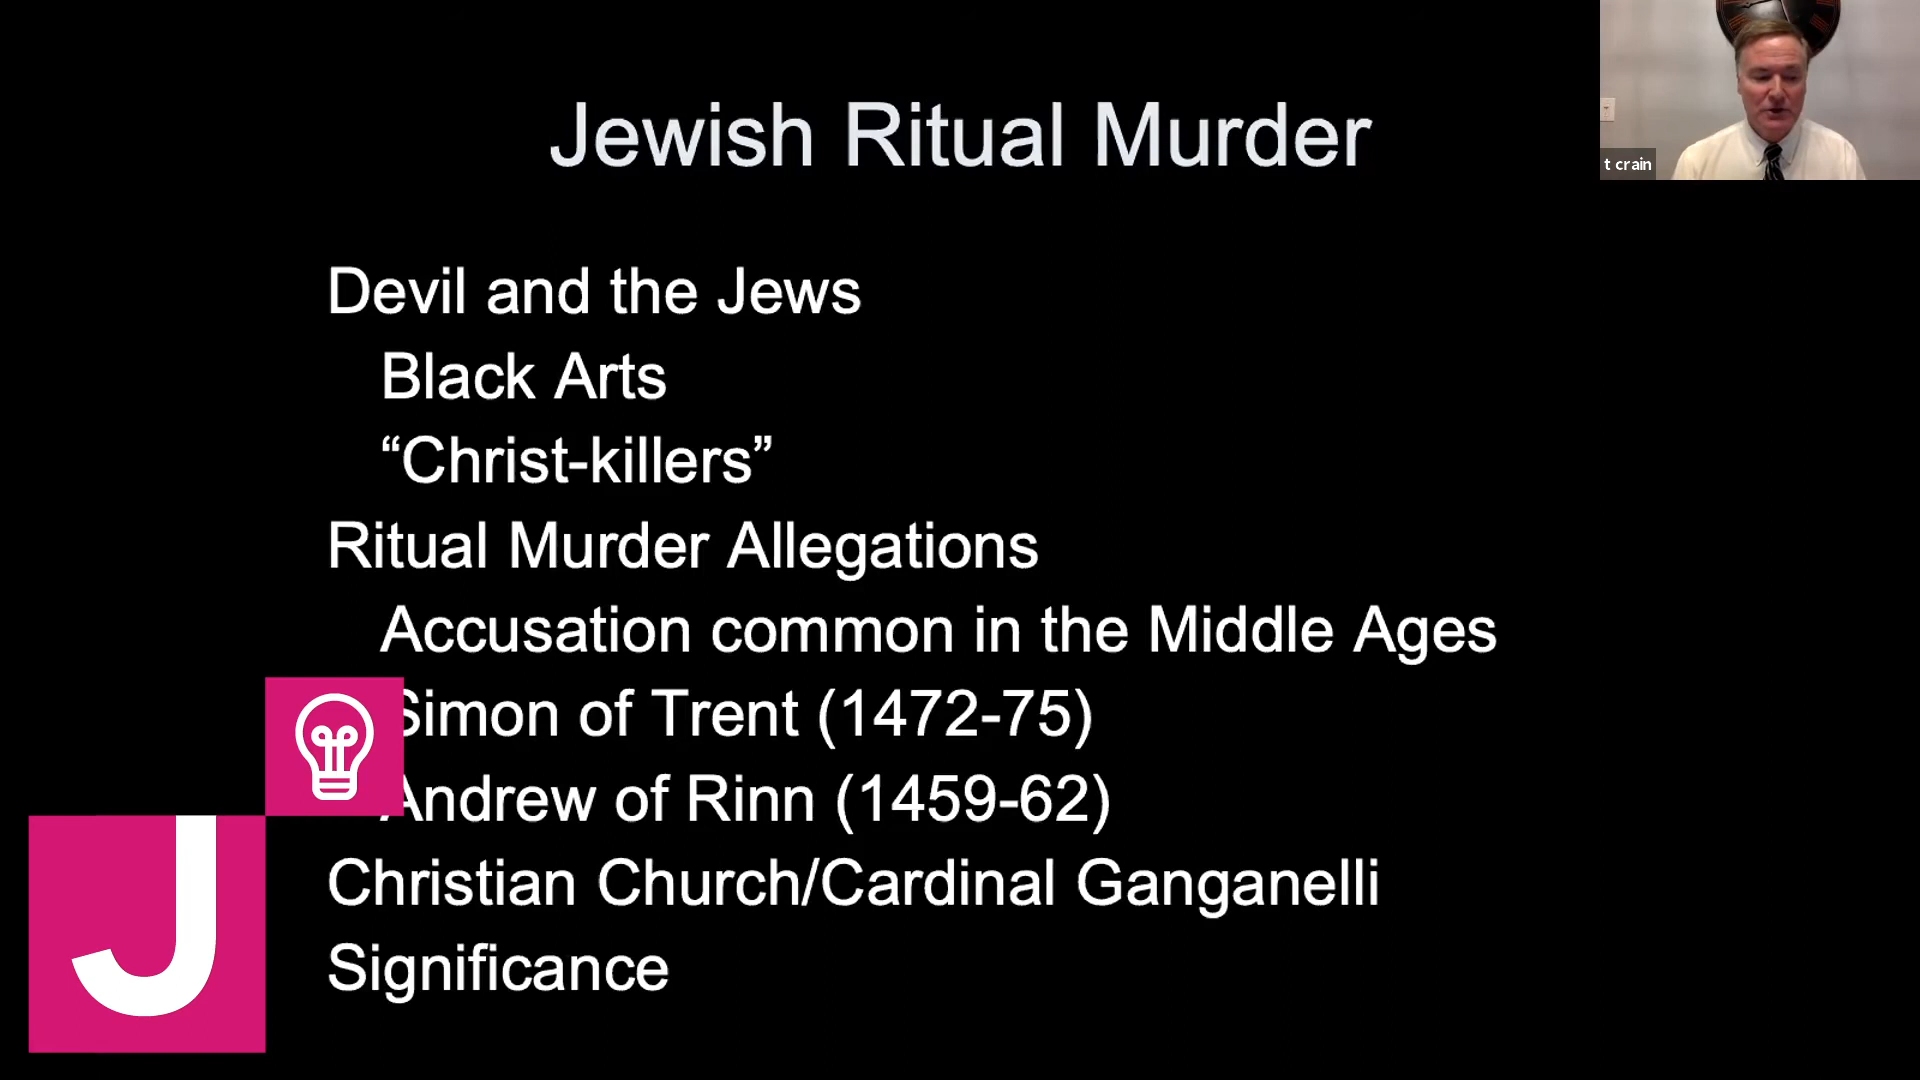 Jewish Ritual Murder
t crain
Devil and the Jews
Black Arts
“Christ-killers”
Ritual Murder Allegations
Accusation common in the Middle Ages
Simon of Trent (1472-75)
Andrew of Rinn (1459-62)
Christian Church/Cardinal Ganganelli
Significance
J